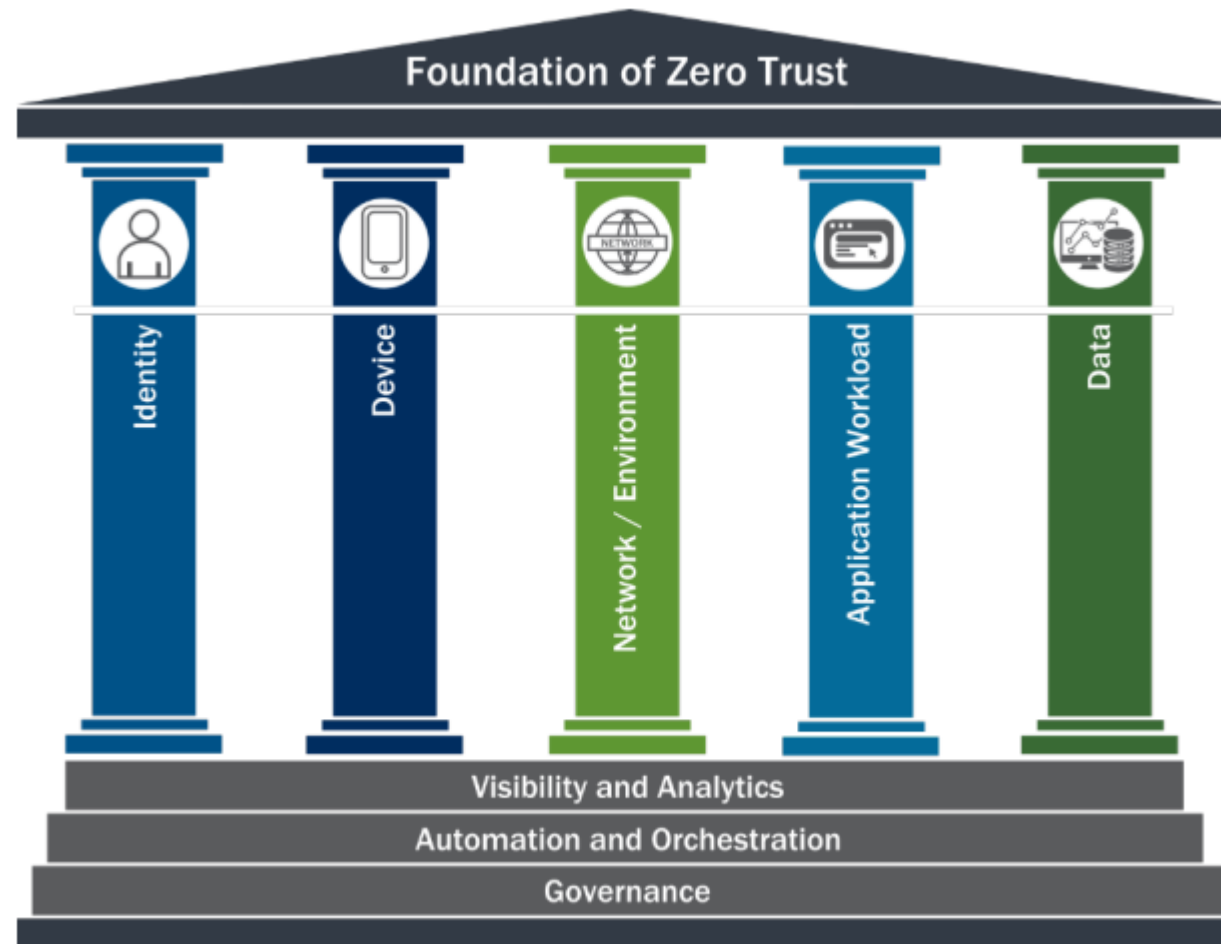 Foundation of Zero Trust
NETWORK
Identity
Device
Network / Environment
Application Workload
Data
Visibility and Analytics
Automation and Orchestration
Governance